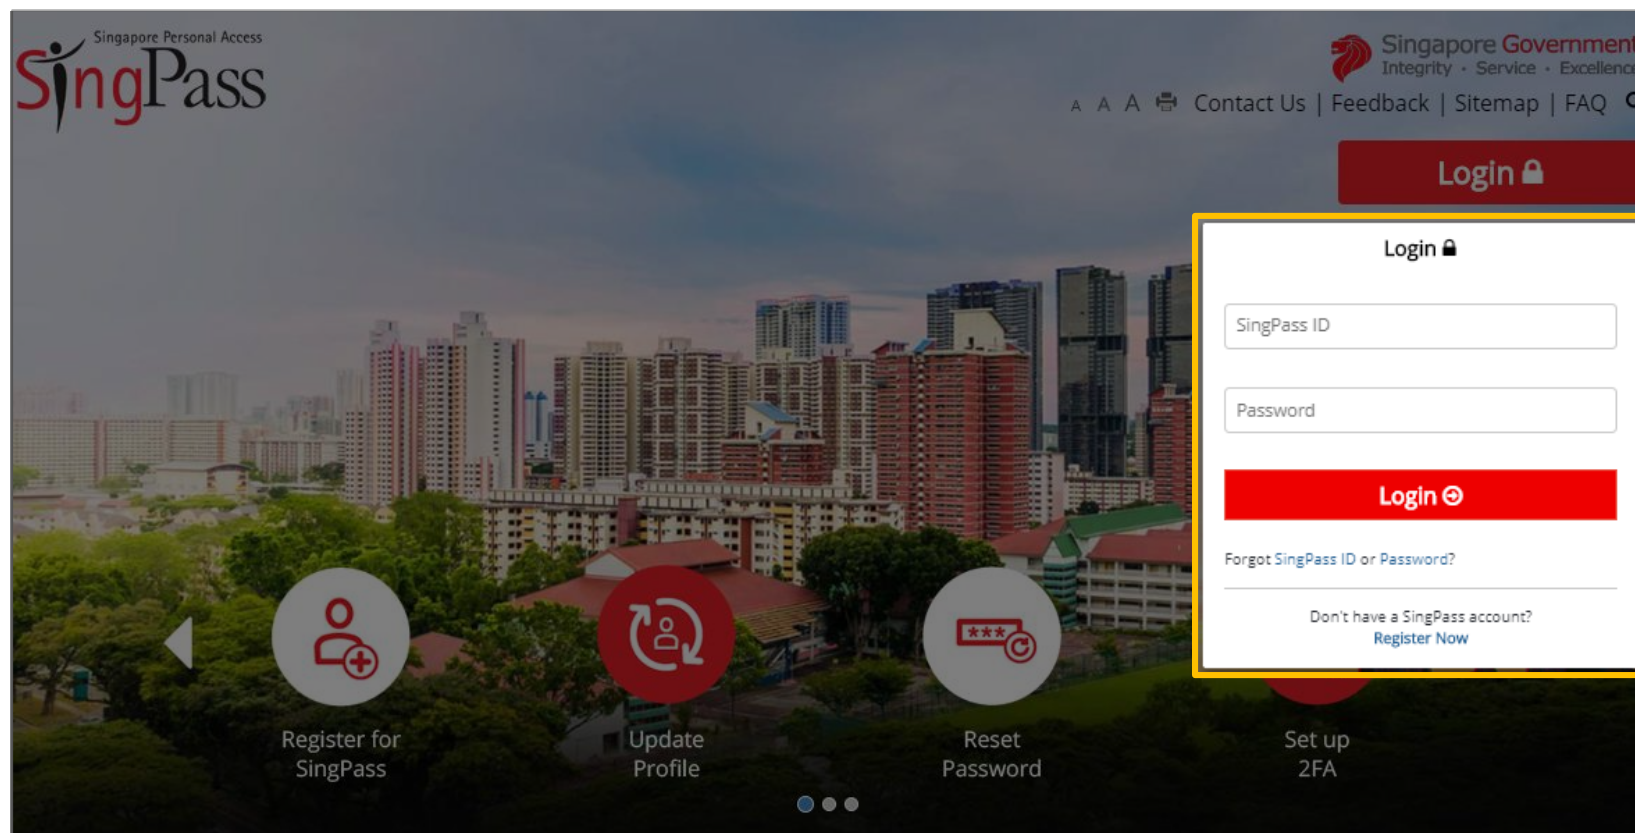 Singapore Personal Access
SingPass
Singapore Government
Integrity · Service · Excellence
A A A Contact Us | Feedback | Sitemap | FAQ
Login
Login
SingPass ID
Password
Login
Forgot SingPass ID or Password?
Don't have a SingPass account?
Register Now
***
Register for
SingPass
Update
Profile
Reset
Password
Set up
2FA